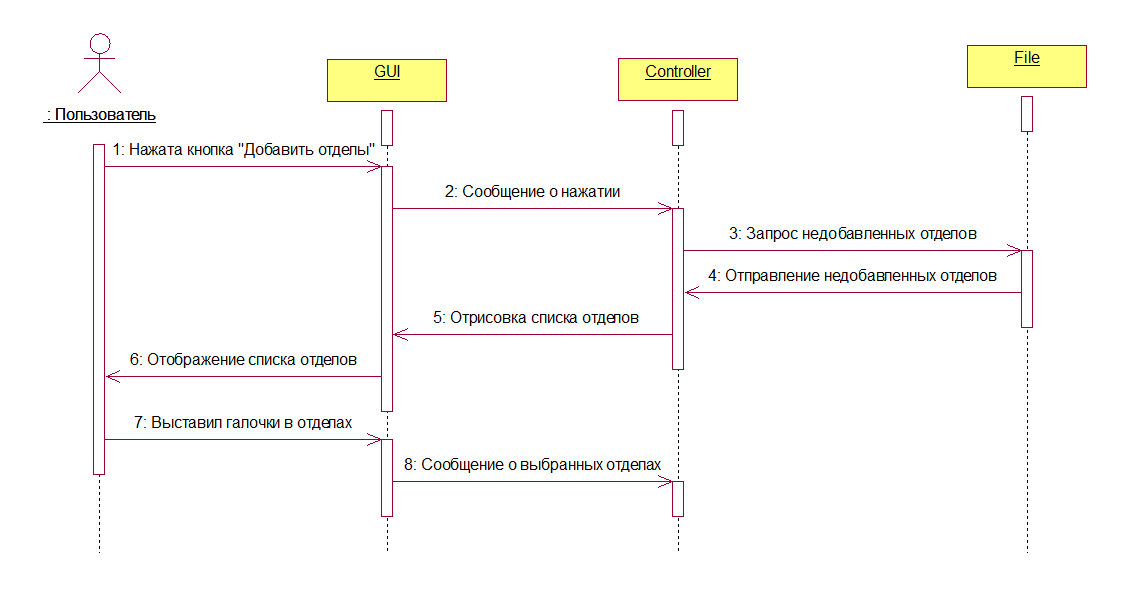 GUI
Controller
File
: Пользователь
1: Нажата кнопка "Добавить отделы"
2: Сообщение о нажатии
3: Запрос недобавленных отделов
4: Отправление недобавленных отделов
5: Отрисовка списка отделов
6: Отображение списка отделов
7: Выставил галочки в отделах
8: Сообщение о выбранных отделах